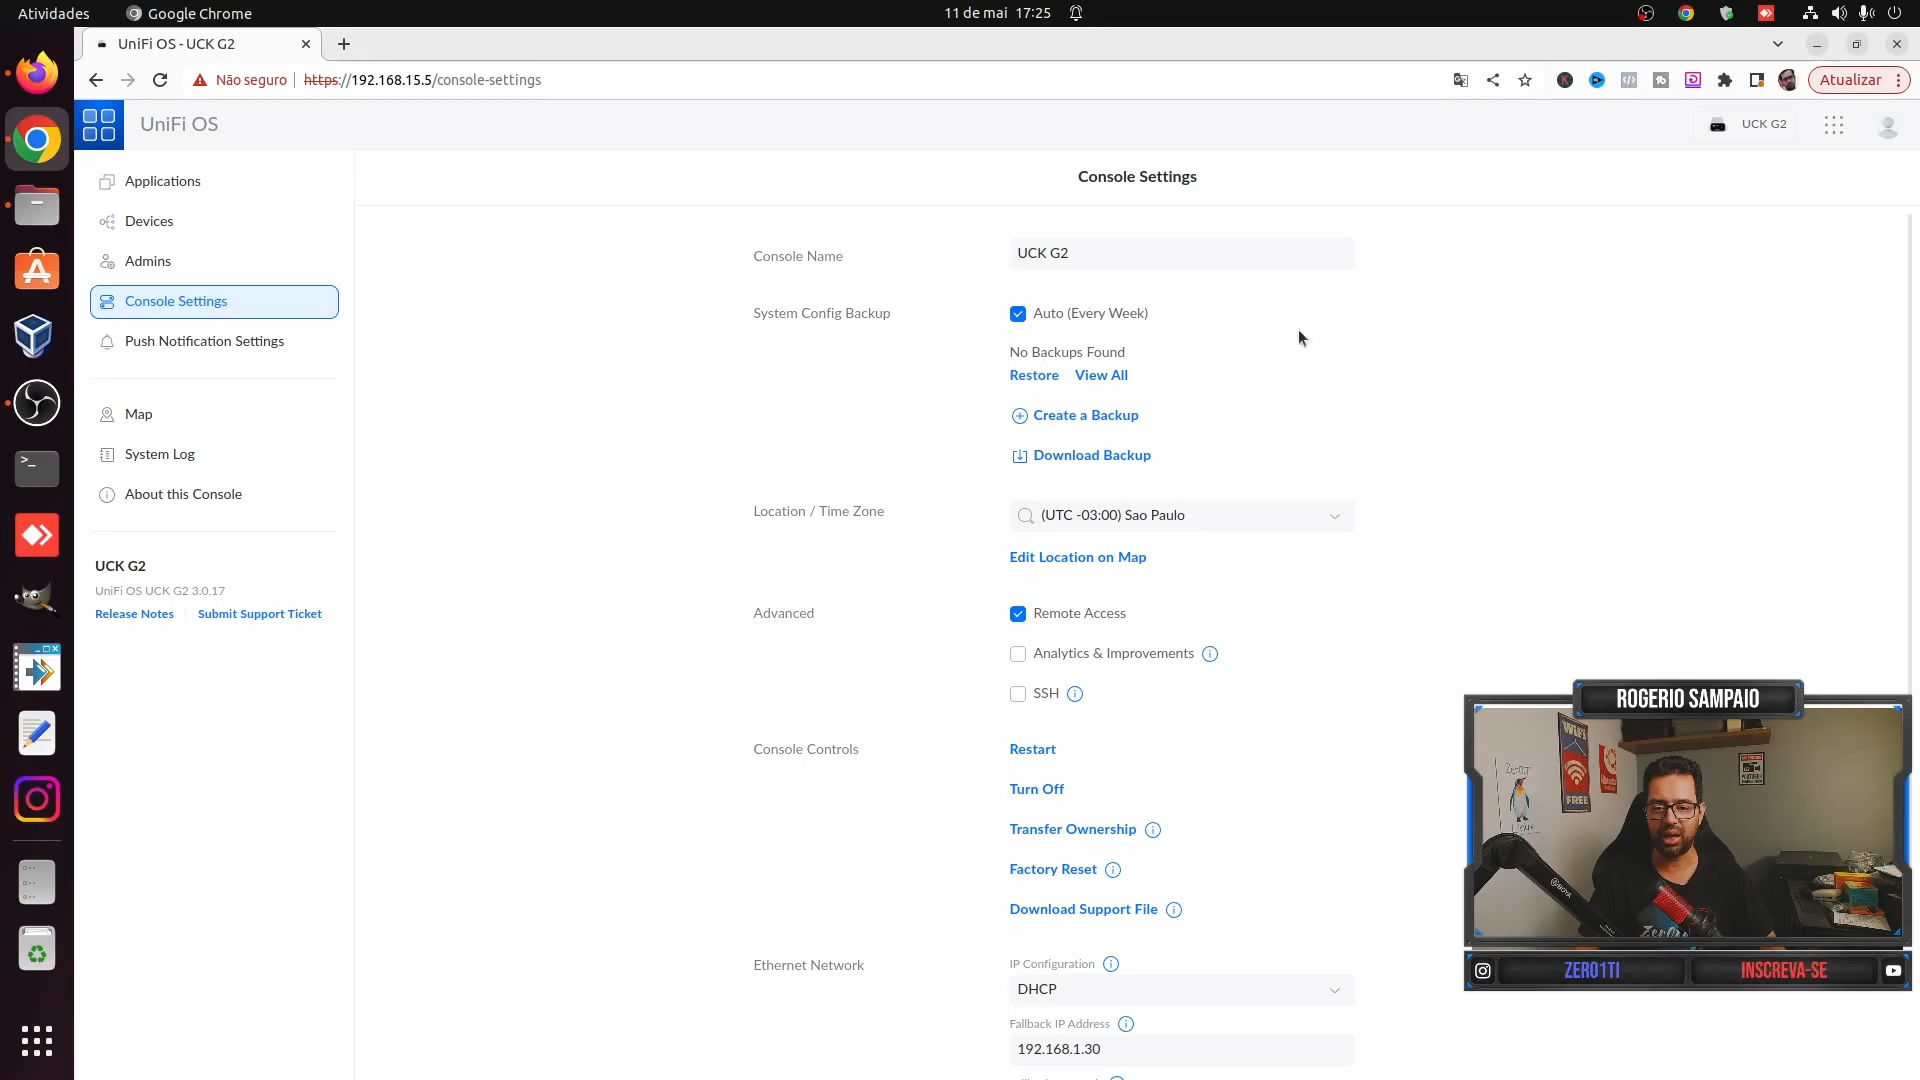 Atividades
Google Chrome
11 de mai 17:25
UniFi OS - UCK G2
Não seguro
https://192.168.15.5/console-settings
Atualizar
UniFi OS
UCK G2
Applications
Devices
Admins
Console Settings
Push Notification Settings
Map
System Log
About this Console
UCK G2
UniFi OS UCK G2 3.0.17
Release Notes
Submit Support Ticket
Console Settings
Console Name
UCK G2
System Config Backup
Auto (Every Week)
No Backups Found
Restore View All
Create a Backup
Download Backup
Location / Time Zone
(UTC -03:00) Sao Paulo
Edit Location on Map
Advanced
Remote Access
Analytics & Improvements
SSH
Console Controls
Restart
Turn Off
Transfer Ownership
Factory Reset
Download Support File
Ethernet Network
IP Configuration
DHCP
Fallback IP Address
192.168.1.30
ROGERIO SAMPAIO
WiFi
FREE
Linux
BOYA
ZERO1TI
INSCREVA-SE